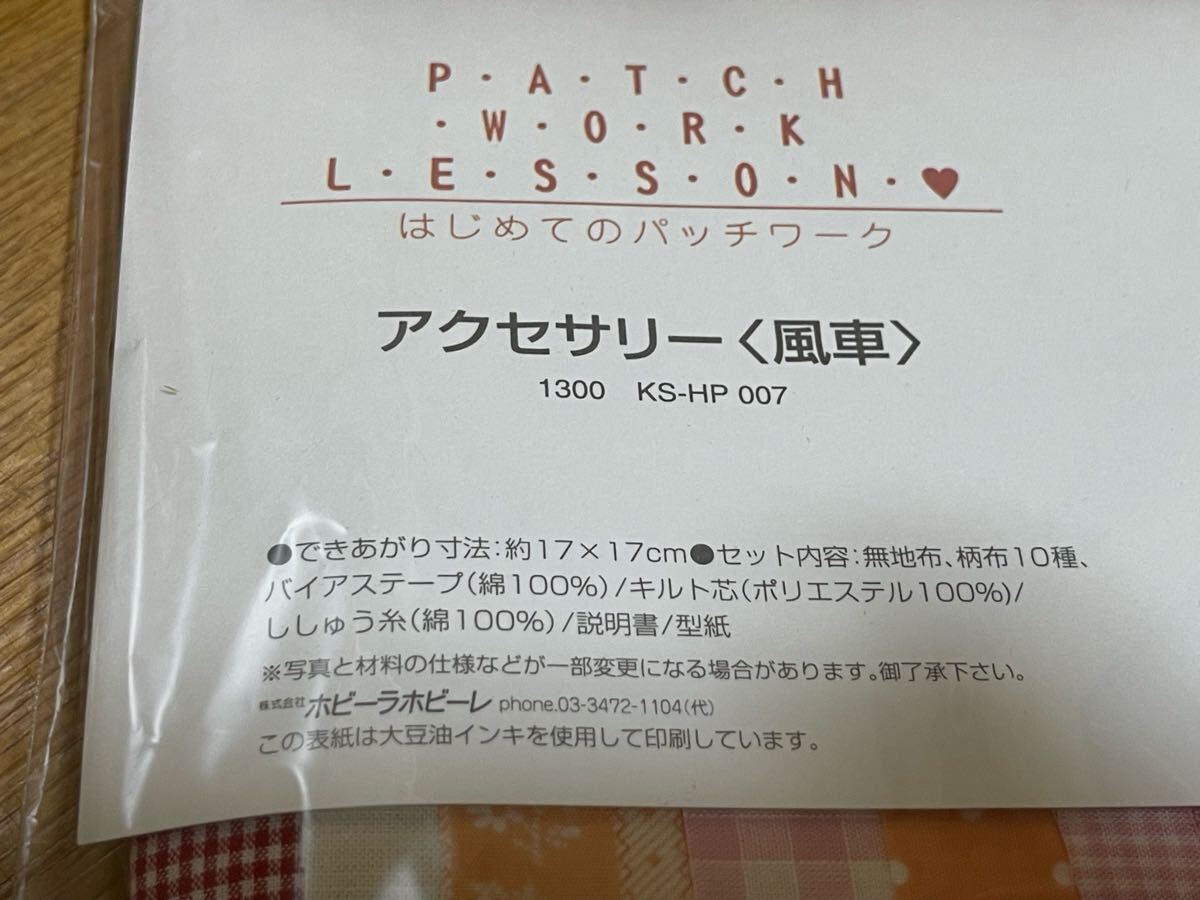 P・A・T・C・H
・W・O・R・K
L・E・S・S・O・N・♥
はじめてのパッチワーク
アクセサリー〈風車〉
1300 KS-HP 007
●できあがり寸法:約17×17cm●セット内容:無地布、柄布10種、
バイアステープ(綿100%)/キルト芯(ポリエステル100%)/
ししゅう糸(綿100%)/説明書/型紙
※写真と材料の仕様などが一部変更になる場合があります。御了承下さい。
株式会社ホビーラホビーレ phone.03-3472-1104(代)
この表紙は大豆油インキを使用して印刷しています。